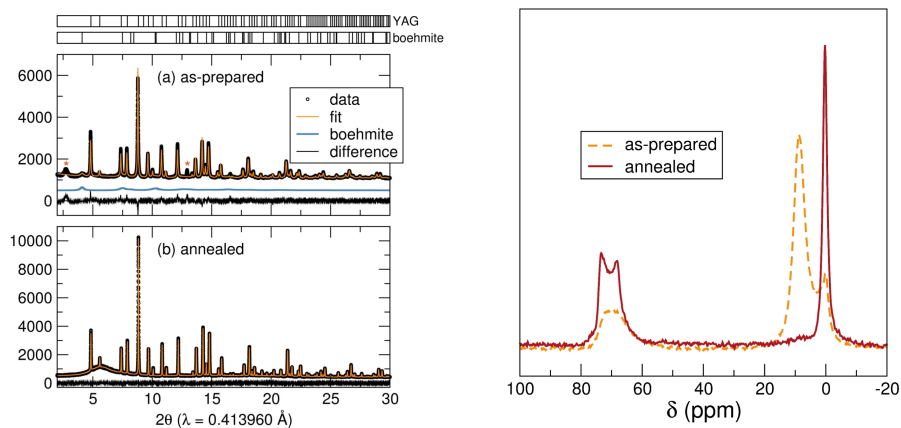 YAG
boehmite
6000
4000
2000
0
(a) as-prepared
data
fit
boehmite
difference
10000
8000
6000
4000
2000
0
(b) annealed
5 10 15 20 25 30
2θ (λ = 0.413960 Å)
as-prepared
annealed
100 80 60 40 20 0 -20
δ (ppm)